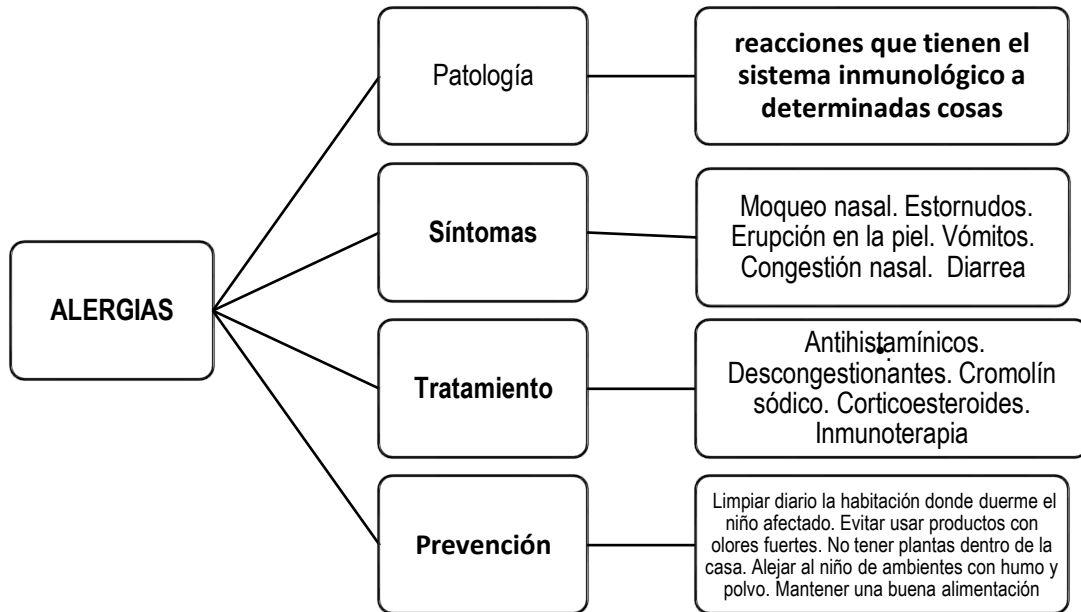 ALERGIAS
Patología
reacciones que tienen el
sistema inmunológico a
determinadas cosas
Síntomas
Moqueo nasal. Estornudos.
Erupción en la piel. Vómitos.
Congestión nasal. Diarrea
Tratamiento
Antihistamínicos.
Descongestionantes. Cromolín
sódico. Corticoesteroides.
Inmunoterapia
Prevención
Limpiar diario la habitación donde duerme el
niño afectado. Evitar usar productos con
olores fuertes. No tener plantas dentro de la
casa. Alejar al niño de ambientes con humo y
polvo. Mantener una buena alimentación